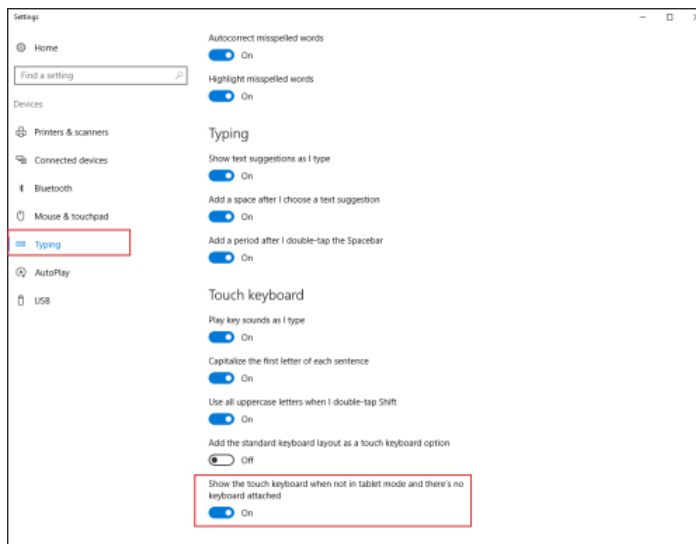 Settings
Home
Find a setting
Devices
Printers & scanners
Connected devices
Bluetooth
Mouse & touchpad
Typing
AutoPlay
USB
Autocorrect misspelled words
On
Highlight misspelled words
On
Typing
Show text suggestions as I type
On
Add a space after I choose a text suggestion
On
Add a period after I double-tap the Spacebar
On
Touch keyboard
Play key sounds as I type
On
Capitalize the first letter of each sentence
On
Use all uppercase letters when I double-tap Shift
On
Add the standard keyboard layout as a touch keyboard option
Off
Show the touch keyboard when not in tablet mode and there's no
keyboard attached
On